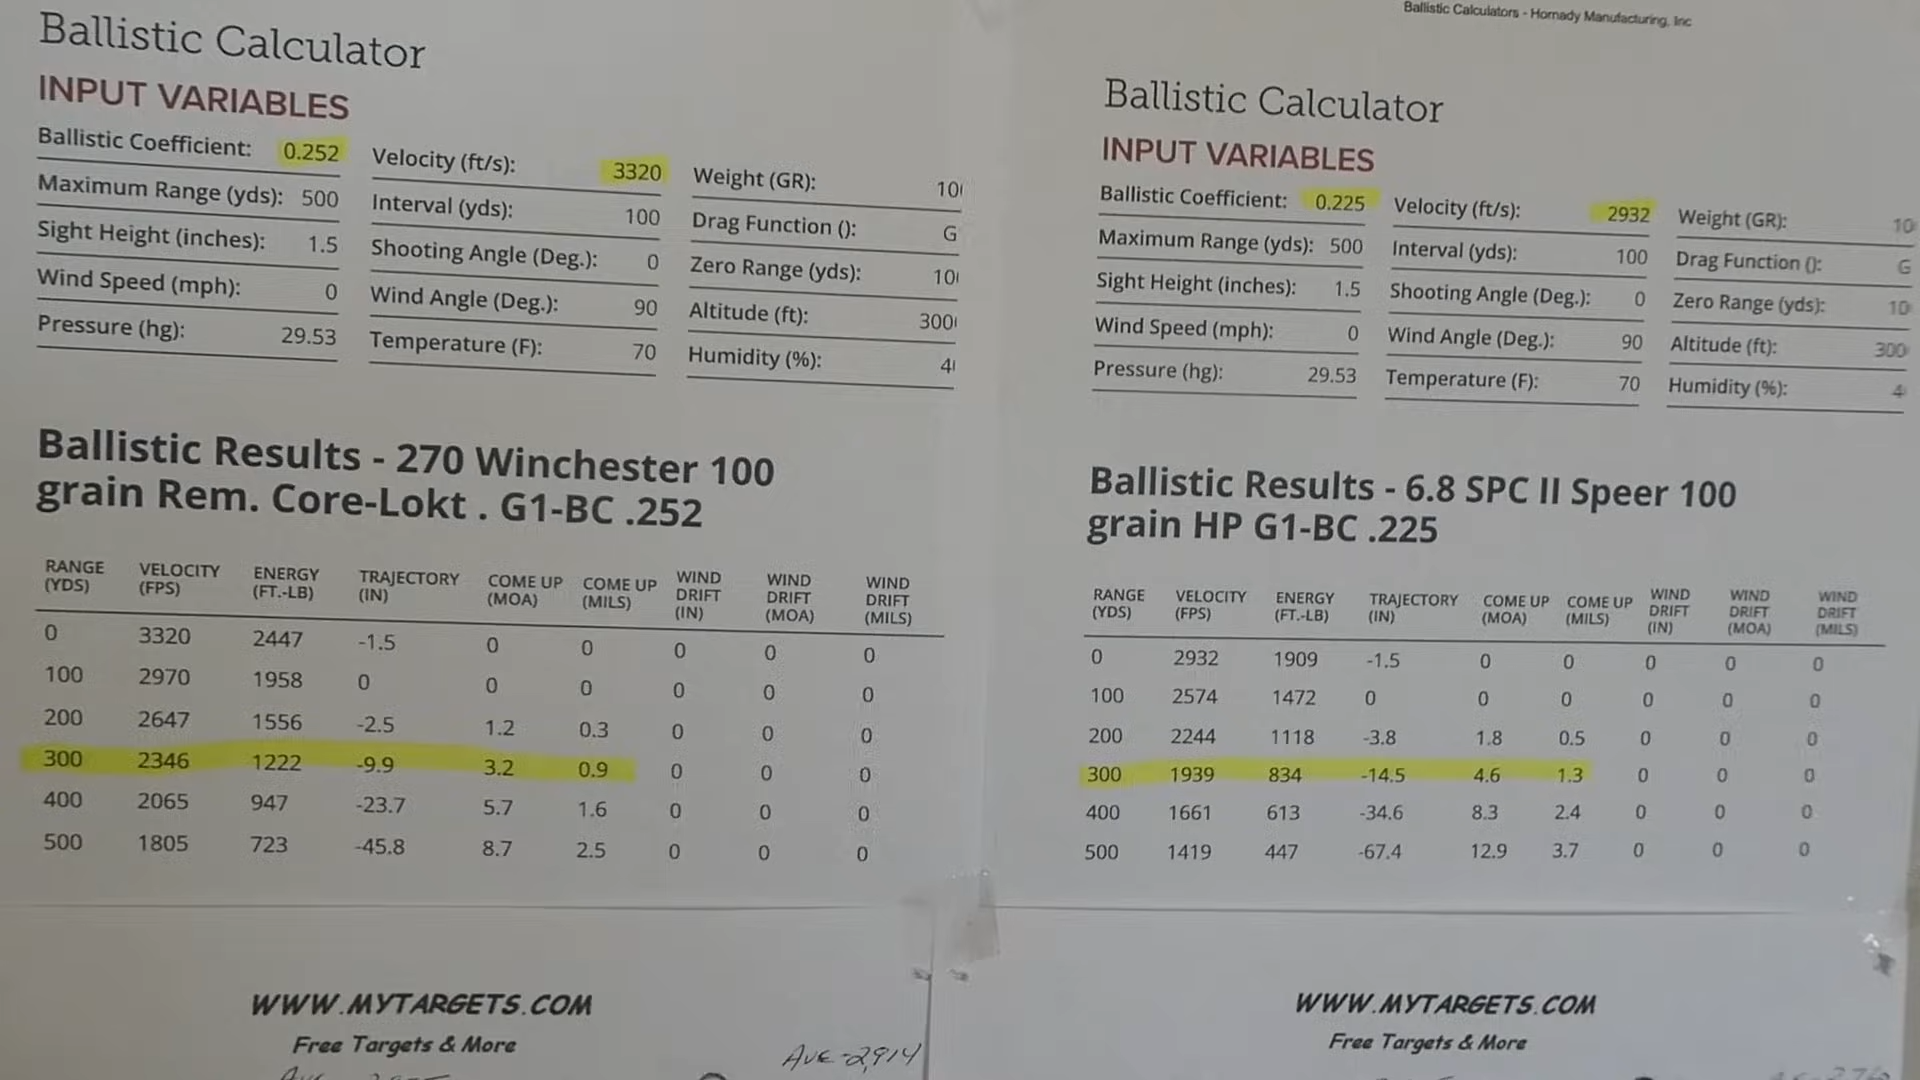 Ballistic Calculator
INPUT VARIABLES
Ballistic Coefficient: 0.252 Velocity (ft/s): 3320 Weight (GR): 10
Maximum Range (yds): 500 Interval (yds): 100 Drag Function (): G
Sight Height (inches): 1.5 Shooting Angle (Deg.): 0 Zero Range (yds): 10
Wind Speed (mph): 0 Wind Angle (Deg.): 90 Altitude (ft): 300
Pressure (hg): 29.53 Temperature (F): 70 Humidity (%): 4
Ballistic Results - 270 Winchester 100
grain Rem. Core-Lokt . G1-BC .252
RANGE (YDS) VELOCITY (FPS) ENERGY (FT.-LB) TRAJECTORY (IN) COME UP (MOA) COME UP (MILS) WIND DRIFT (IN) WIND DRIFT (MOA) WIND DRIFT (MILS)
0 3320 2447 -1.5 0 0 0 0 0
100 2970 1958 0 0 0 0 0 0
200 2647 1556 -2.5 1.2 0.3 0 0 0
300 2346 1222 -9.9 3.2 0.9 0 0 0
400 2065 947 -23.7 5.7 1.6 0 0 0
500 1805 723 -45.8 8.7 2.5 0 0 0
WWW.MYTARGETS.COM
Free Targets & More
AVE-2,914
Ballistic Calculators - Hornady Manufacturing, Inc
Ballistic Calculator
INPUT VARIABLES
Ballistic Coefficient: 0.225 Velocity (ft/s): 2932 Weight (GR): 10
Maximum Range (yds): 500 Interval (yds): 100 Drag Function (): G
Sight Height (inches): 1.5 Shooting Angle (Deg.): 0 Zero Range (yds): 10
Wind Speed (mph): 0 Wind Angle (Deg.): 90 Altitude (ft): 300
Pressure (hg): 29.53 Temperature (F): 70 Humidity (%): 4
Ballistic Results - 6.8 SPC II Speer 100
grain HP G1-BC .225
RANGE (YDS) VELOCITY (FPS) ENERGY (FT.-LB) TRAJECTORY (IN) COME UP (MOA) COME UP (MILS) WIND DRIFT (IN) WIND DRIFT (MOA) WIND DRIFT (MILS)
0 2932 1909 -1.5 0 0 0 0 0
100 2574 1472 0 0 0 0 0 0
200 2244 1118 -3.8 1.8 0.5 0 0 0
300 1939 834 -14.5 4.6 1.3 0 0 0
400 1661 613 -34.6 8.3 2.4 0 0 0
500 1419 447 -67.4 12.9 3.7 0 0 0
WWW.MYTARGETS.COM
Free Targets & More